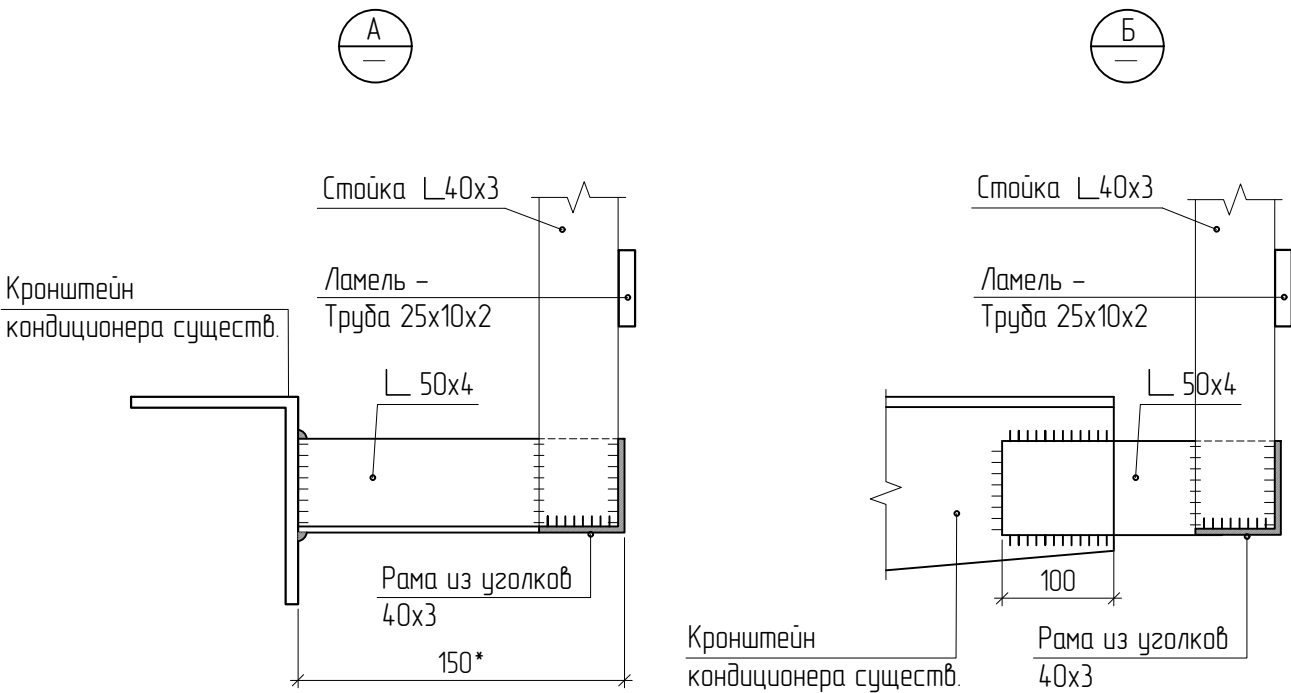 А
—
Стойка ∟40х3
Ламель –
Труба 25х10х2
Кронштейн
кондиционера существ.
∟ 50х4
Рама из уголков
40х3
150*
Б
—
Стойка ∟40х3
Ламель –
Труба 25х10х2
∟ 50х4
100
Кронштейн
кондиционера существ.
Рама из уголков
40х3